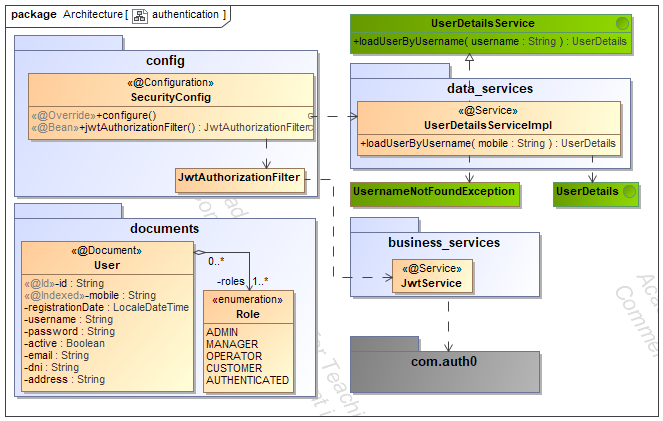 package Architecture [ authentication ]
config
«@Configuration»
SecurityConfig
«@Override»+configure()
«@Bean»+jwtAuthorizationFilter() : JwtAuthorizationFilter
JwtAuthorizationFilter
UserDetailsService
+loadUserByUsername( username : String ) : UserDetails
data_services
«@Service»
UserDetailsServiceImpl
+loadUserByUsername( mobile : String ) : UserDetails
UsernameNotFoundException
UserDetails
documents
«@Document»
User
«@Id»-id : String
«@Indexed»-mobile : String
-registrationDate : LocaleDateTime
-username : String
-password : String
-active : Boolean
-email : String
-dni : String
-address : String
0..*
-roles 1..*
«enumeration»
Role
ADMIN
MANAGER
OPERATOR
CUSTOMER
AUTHENTICATED
business_services
«@Service»
JwtService
com.auth0